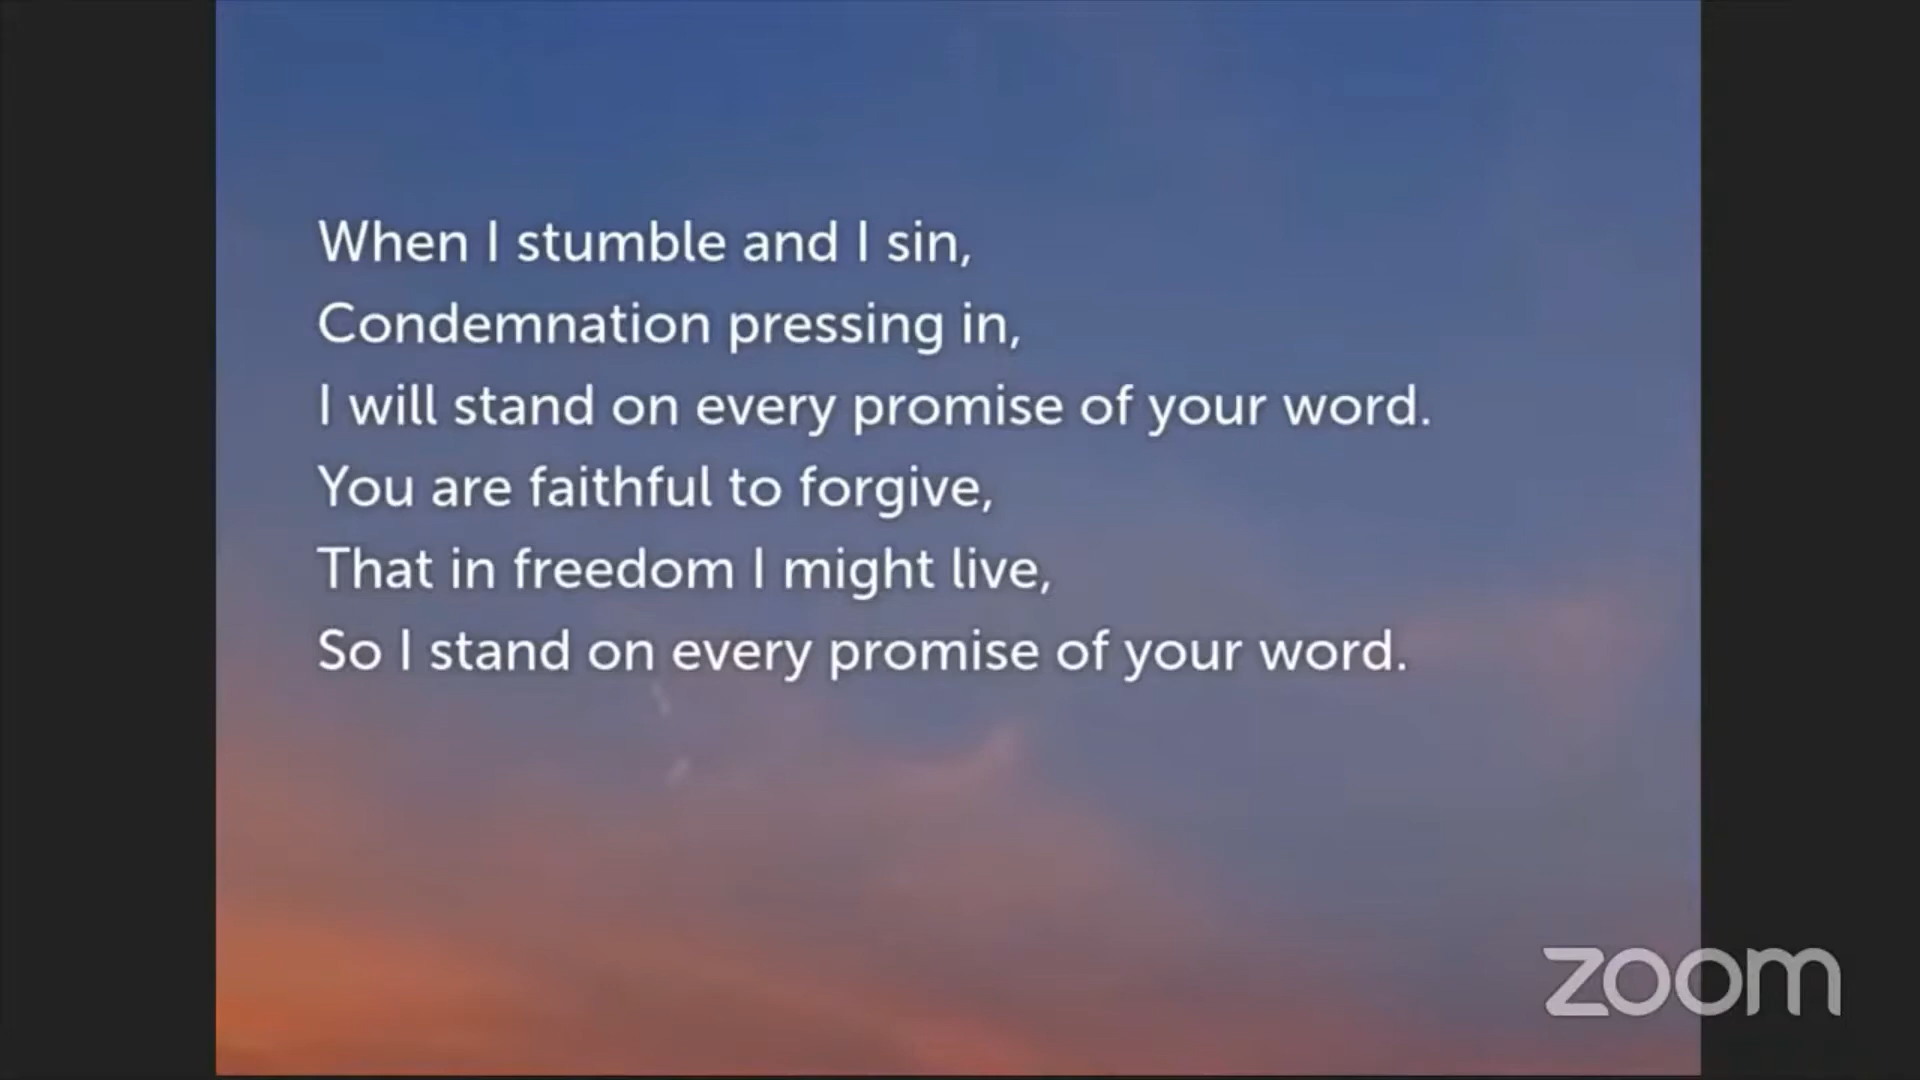 When I stumble and I sin,
Condemnation pressing in,
I will stand on every promise of your word.
You are faithful to forgive,
That in freedom I might live,
So I stand on every promise of your word.
zoom